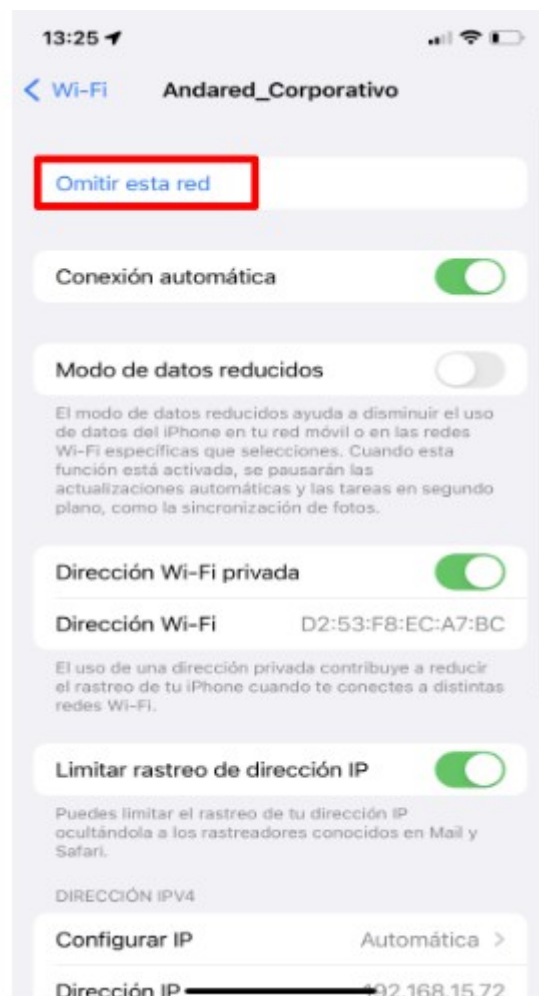 13:25
Wi-Fi Andared_Corporativo
Omitir esta red
Conexión automática
Modo de datos reducidos
El modo de datos reducidos ayuda a disminuir el uso
de datos del iPhone en tu red móvil o en las redes
Wi-Fi específicas que selecciones. Cuando esta
función está activada, se pausarán las
actualizaciones automáticas y las tareas en segundo
plano, como la sincronización de fotos.
Dirección Wi-Fi privada
Dirección Wi-Fi D2:53:F8:EC:A7:BC
El uso de una dirección privada contribuye a reducir
el rastreo de tu iPhone cuando te conectes a distintas
redes Wi-Fi.
Limitar rastreo de dirección IP
Puedes limitar el rastreo de tu dirección IP
ocultándola a los rastreadores conocidos en Mail y
Safari.
DIRECCIÓN IPV4
Configurar IP Automática
Dirección IP 192.168.15.72